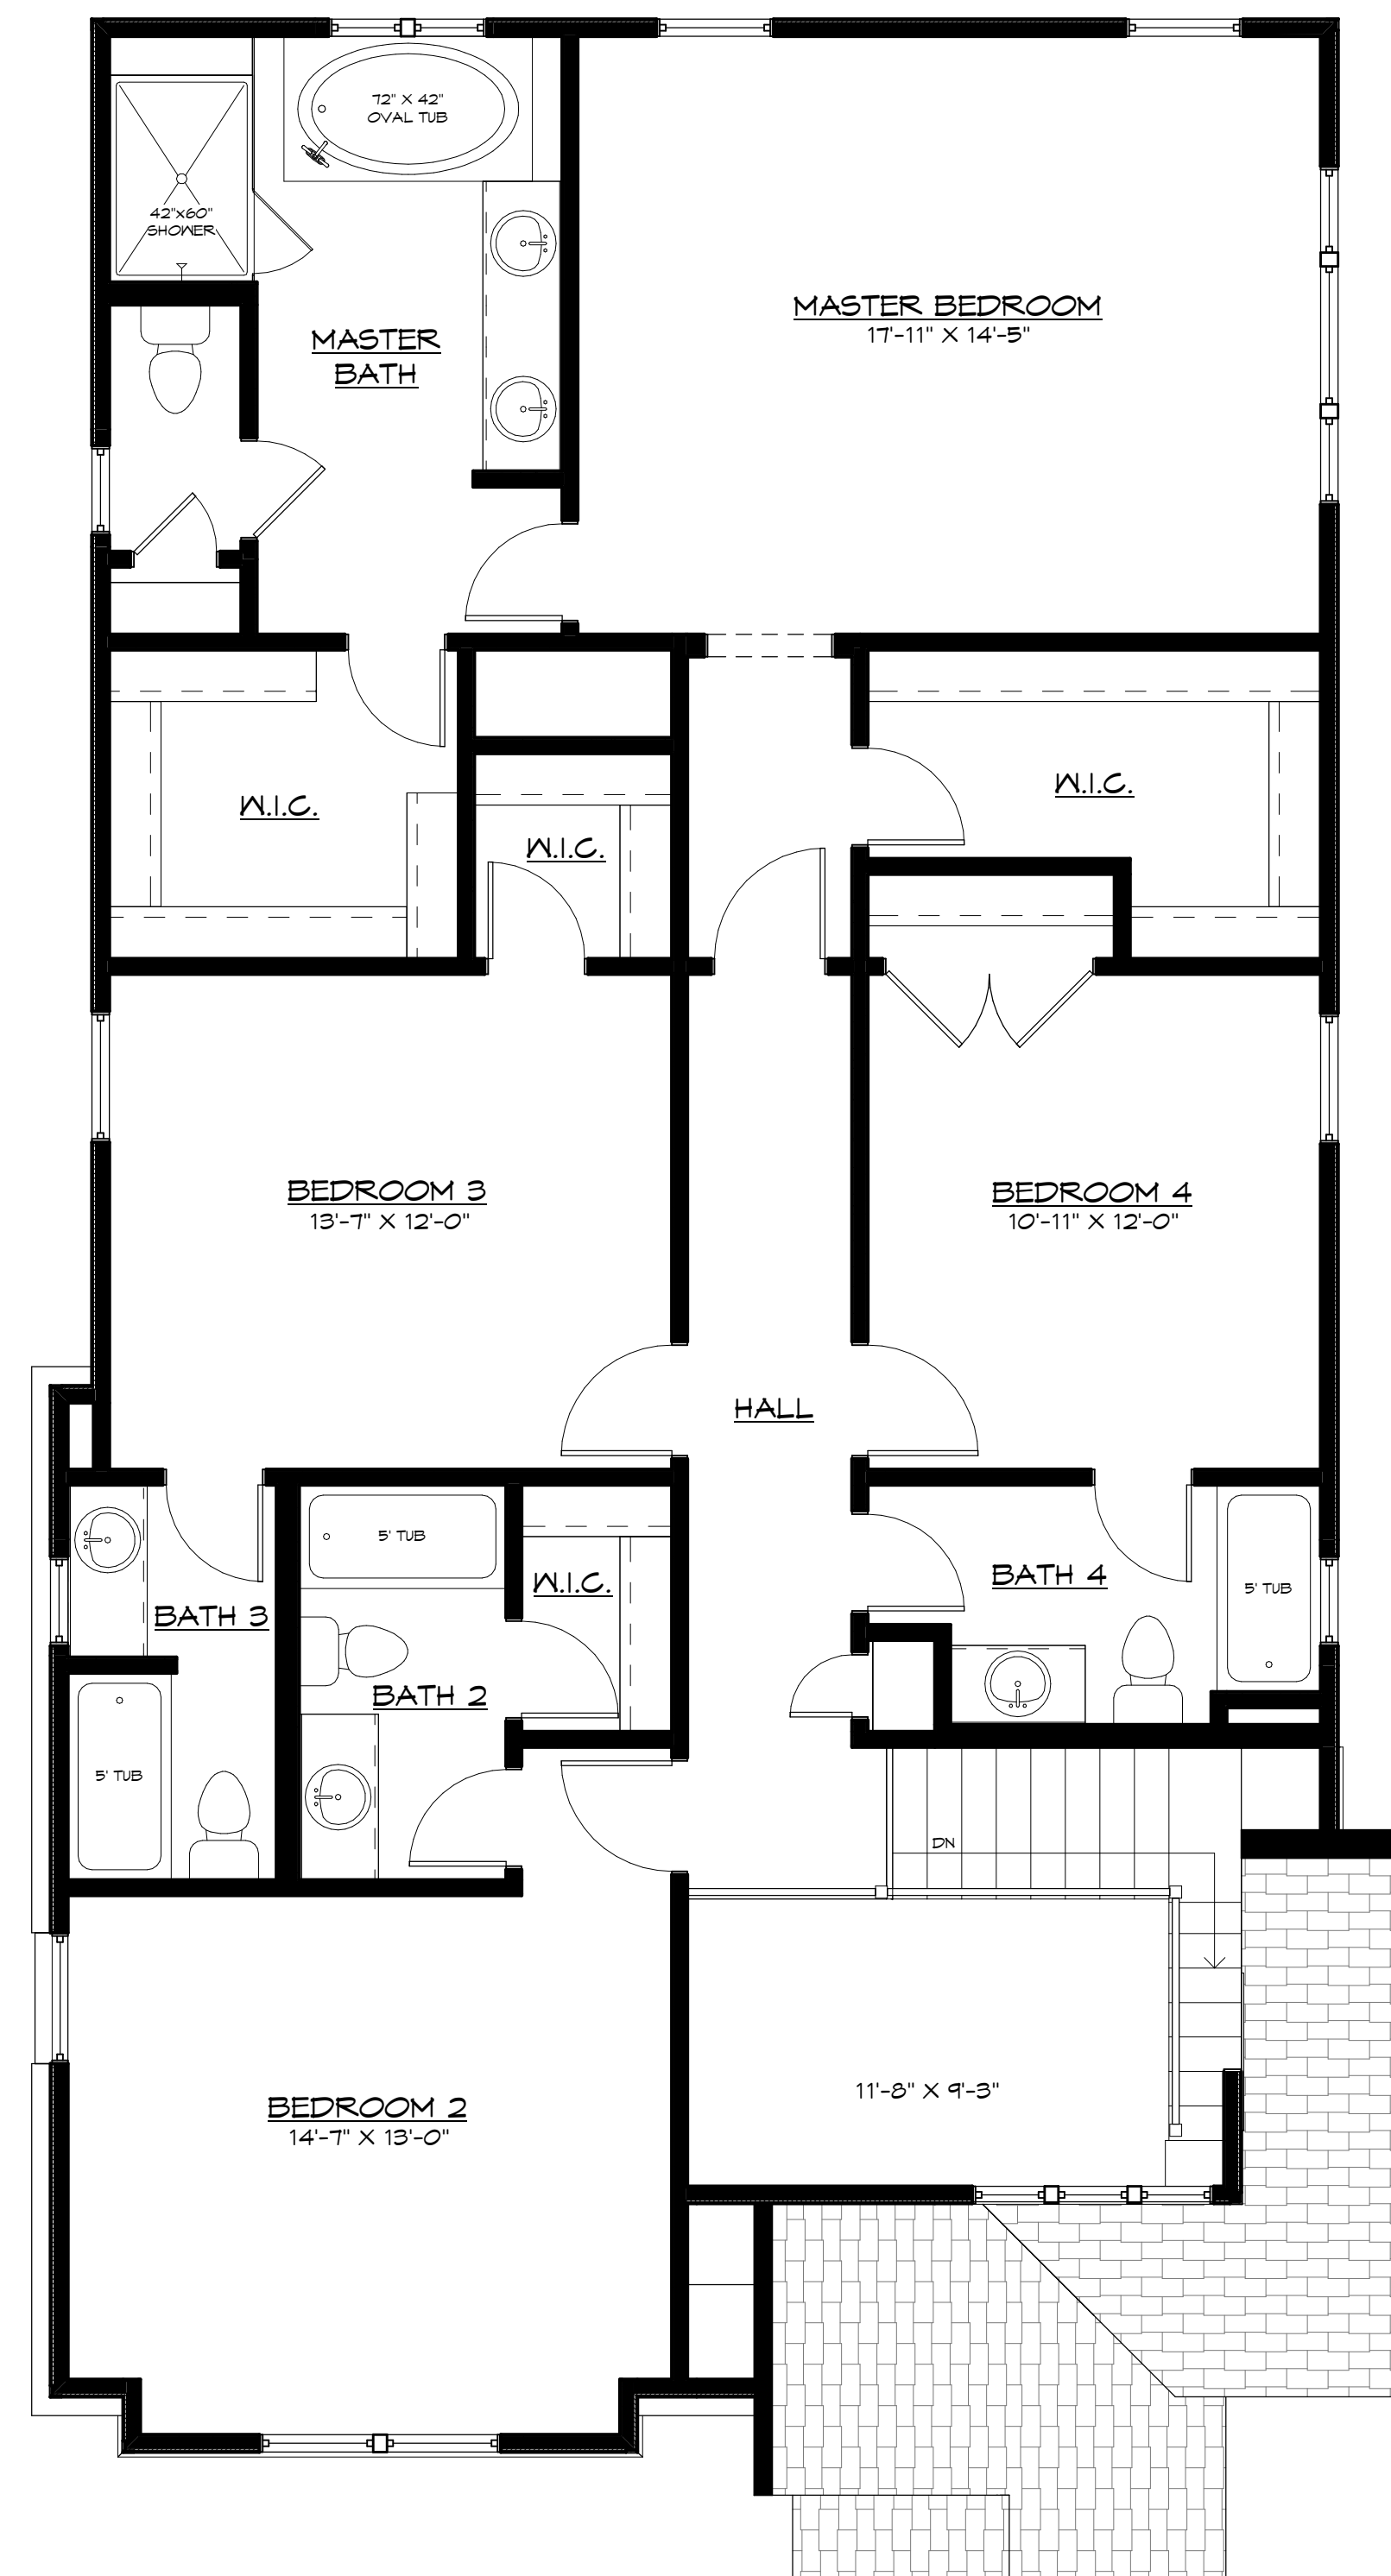 72" X 42"
OVAL TUB
42"x60"
SHOWER
MASTER
BATH
MASTER BEDROOM
17'-11" X 14'-5"
W.I.C.
W.I.C.
W.I.C.
BEDROOM 3
13'-7" X 12'-0"
BEDROOM 4
10'-11" X 12'-0"
HALL
5' TUB
W.I.C.
BATH 4
5' TUB
BATH 3
BATH 2
5' TUB
DN
11'-8" X 9'-3"
BEDROOM 2
14'-7" X 13'-0"